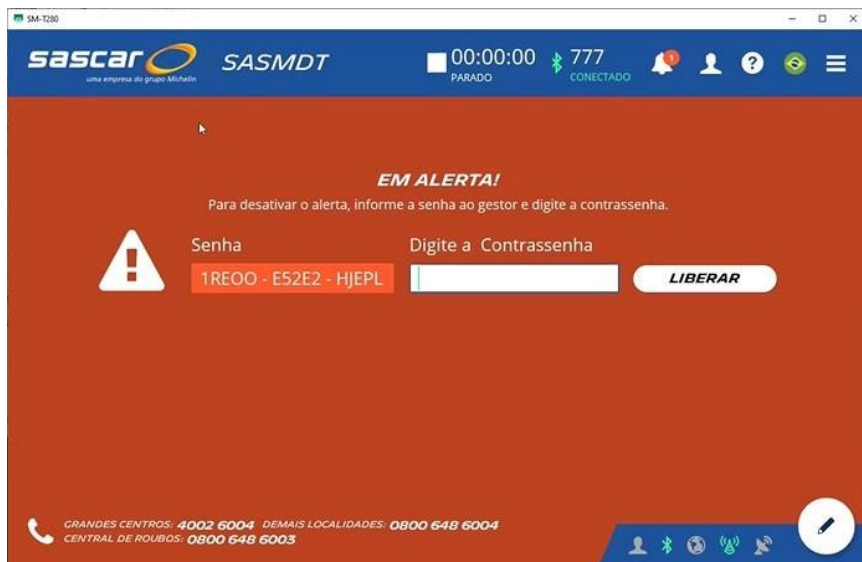 SM-T280
sascar
uma empresa do grupo Michelin
SASMDT
00:00:00
PARADO
777
CONECTADO
1
?
EM ALERTA!
Para desativar o alerta, informe a senha ao gestor e digite a contrassenha.
Senha
Digite a Contrassenha
1REOO - E52E2 - HJEPL
LIBERAR
GRANDES CENTROS: 4002 6004 DEMAIS LOCALIDADES: 0800 648 6004
CENTRAL DE ROUBOS: 0800 648 6003